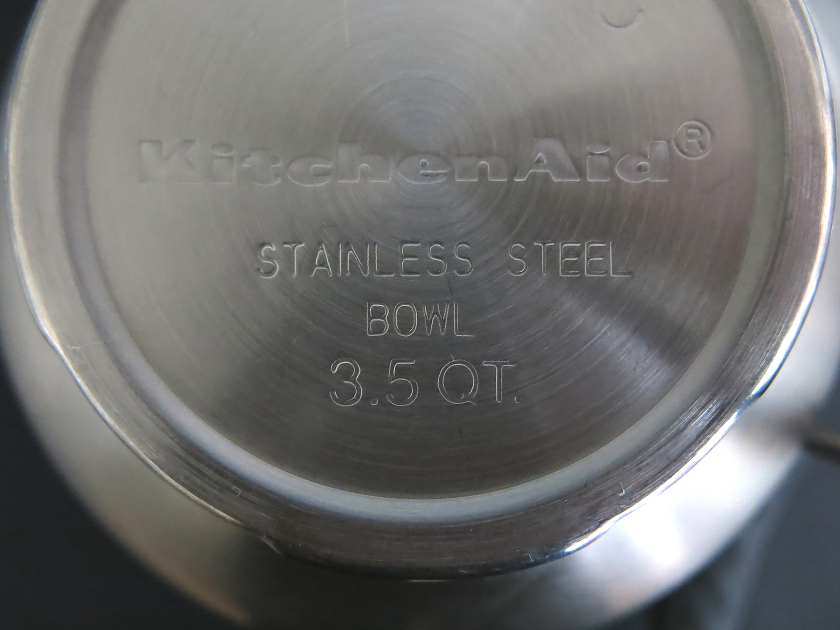 KitchenAid®
STAINLESS STEEL
BOWL
3.5 QT.